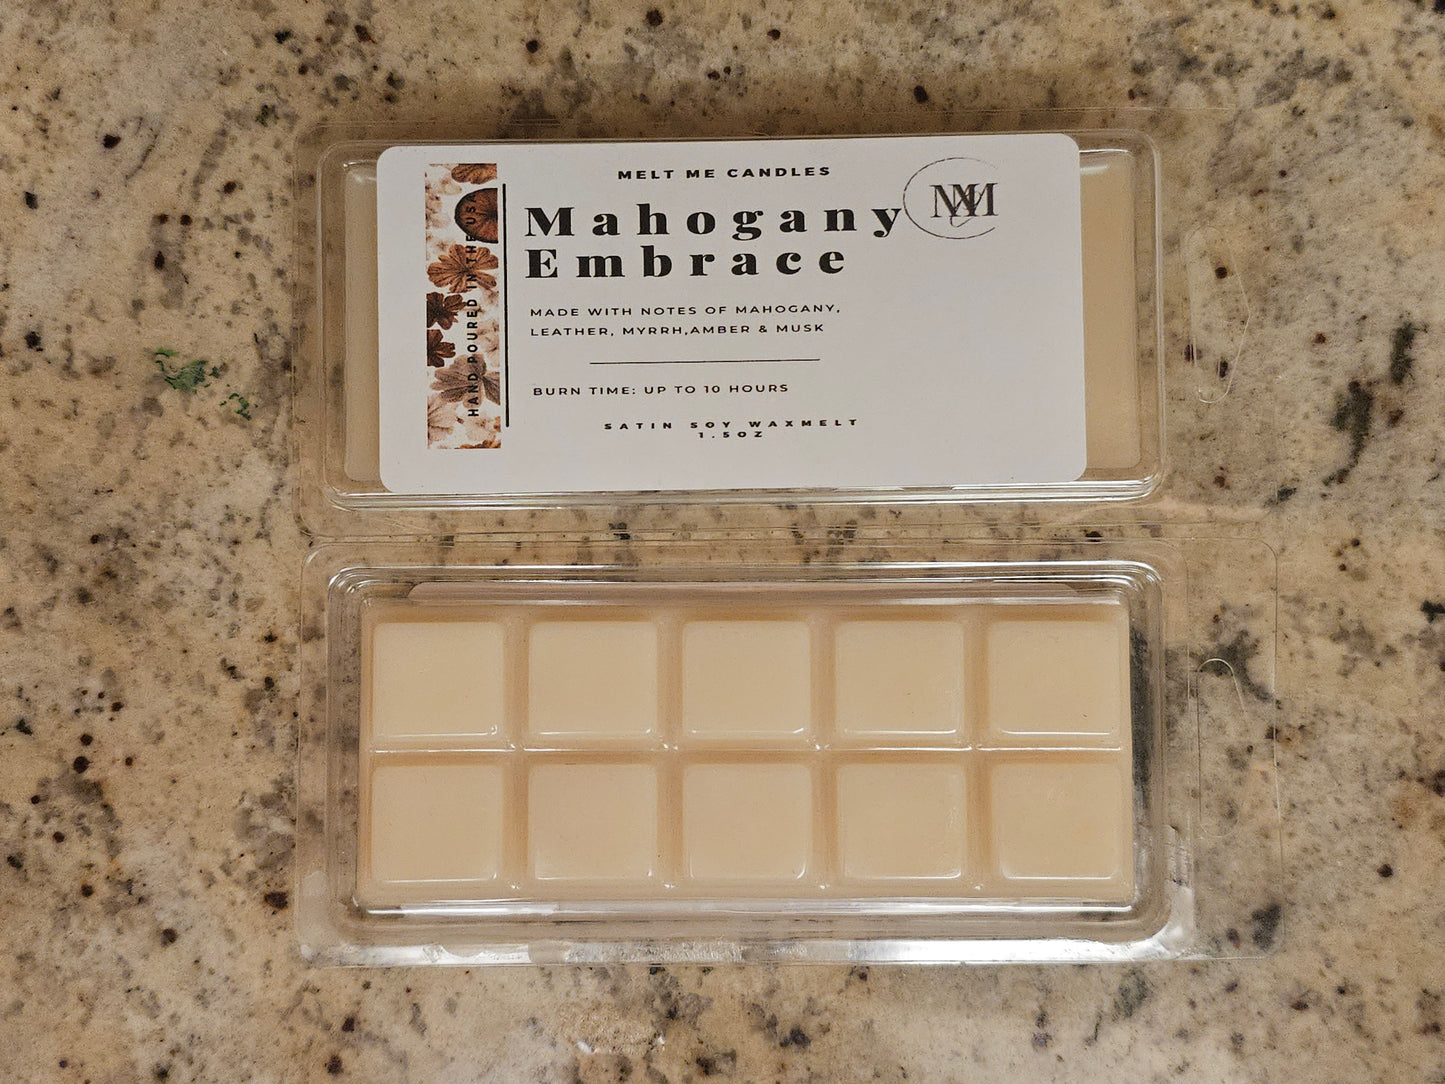 MELT ME CANDLES
Mahogany
Embrace
MADE WITH NOTES OF MAHOGANY,
LEATHER, MYRRH,AMBER & MUSK
BURN TIME: UP TO 10 HOURS
SATIN SOY WAXMELT
1.5OZ
HAND POURED IN THE USA